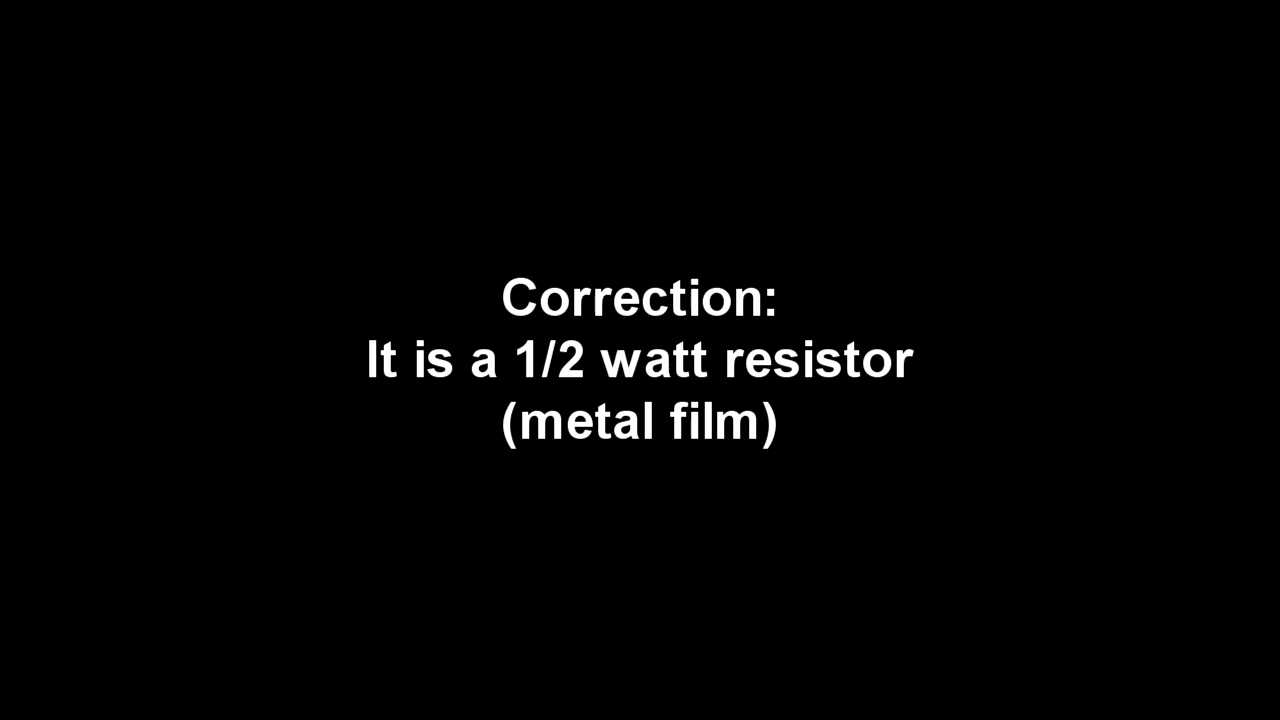 Correction:
It is a 1/2 watt resistor
(metal film)